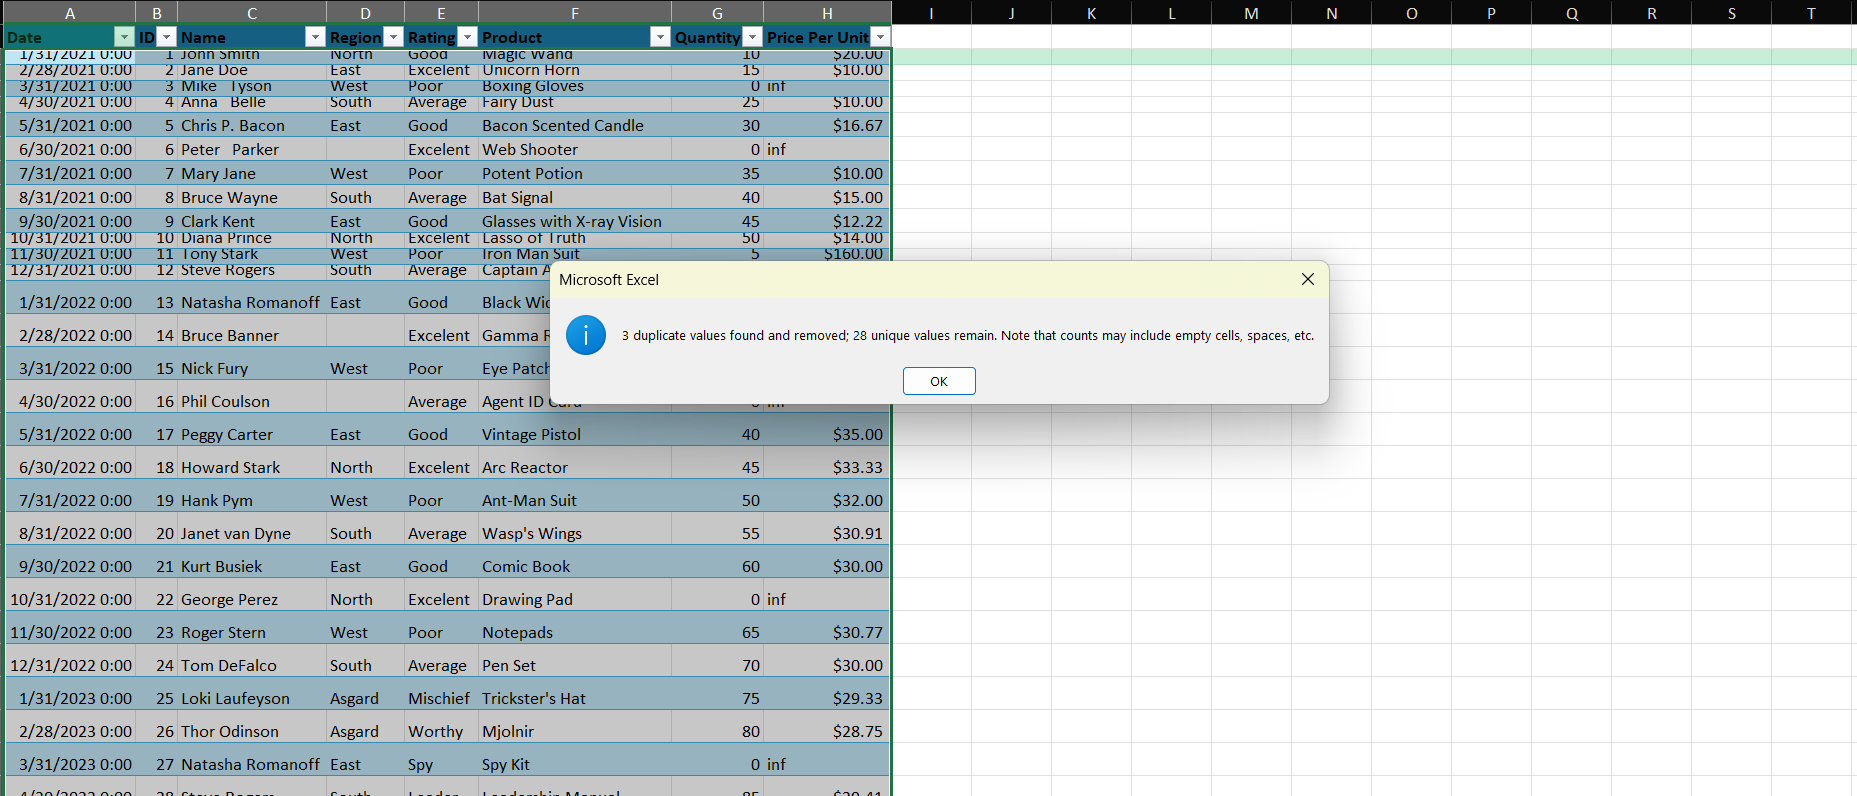 A B C D E F G H I J K L M N O P Q R S T
Date ID Name Region Rating Product Quantity Price Per Unit
1/31/2021 0:00 1 John Smith North Good Magic Wand 10 $20.00
2/28/2021 0:00 2 Jane Doe East Excelent Unicorn Horn 15 $10.00
3/31/2021 0:00 3 Mike Tyson West Poor Boxing Gloves 0 inf
4/30/2021 0:00 4 Anna Belle South Average Fairy Dust 25 $10.00
5/31/2021 0:00 5 Chris P. Bacon East Good Bacon Scented Candle 30 $16.67
6/30/2021 0:00 6 Peter Parker Excelent Web Shooter 0 inf
7/31/2021 0:00 7 Mary Jane West Poor Potent Potion 35 $10.00
8/31/2021 0:00 8 Bruce Wayne South Average Bat Signal 40 $15.00
9/30/2021 0:00 9 Clark Kent East Good Glasses with X-ray Vision 45 $12.22
10/31/2021 0:00 10 Diana Prince North Excelent Lasso of Truth 50 $14.00
11/30/2021 0:00 11 Tony Stark West Poor Iron Man Suit 5 $160.00
12/31/2021 0:00 12 Steve Rogers South Average Captain A
Microsoft Excel
1/31/2022 0:00 13 Natasha Romanoff East Good Black Wid
2/28/2022 0:00 14 Bruce Banner Excelent Gamma R
3 duplicate values found and removed; 28 unique values remain. Note that counts may include empty cells, spaces, etc.
3/31/2022 0:00 15 Nick Fury West Poor Eye Patch
OK
4/30/2022 0:00 16 Phil Coulson Average Agent ID Card 0 inf
5/31/2022 0:00 17 Peggy Carter East Good Vintage Pistol 40 $35.00
6/30/2022 0:00 18 Howard Stark North Excelent Arc Reactor 45 $33.33
7/31/2022 0:00 19 Hank Pym West Poor Ant-Man Suit 50 $32.00
8/31/2022 0:00 20 Janet van Dyne South Average Wasp's Wings 55 $30.91
9/30/2022 0:00 21 Kurt Busiek East Good Comic Book 60 $30.00
10/31/2022 0:00 22 George Perez North Excelent Drawing Pad 0 inf
11/30/2022 0:00 23 Roger Stern West Poor Notepads 65 $30.77
12/31/2022 0:00 24 Tom DeFalco South Average Pen Set 70 $30.00
1/31/2023 0:00 25 Loki Laufeyson Asgard Mischief Trickster's Hat 75 $29.33
2/28/2023 0:00 26 Thor Odinson Asgard Worthy Mjolnir 80 $28.75
3/31/2023 0:00 27 Natasha Romanoff East Spy Spy Kit 0 inf
4/30/2023 0:00 28 Steve Rogers South Leader Leadership Manual 85 $29.41